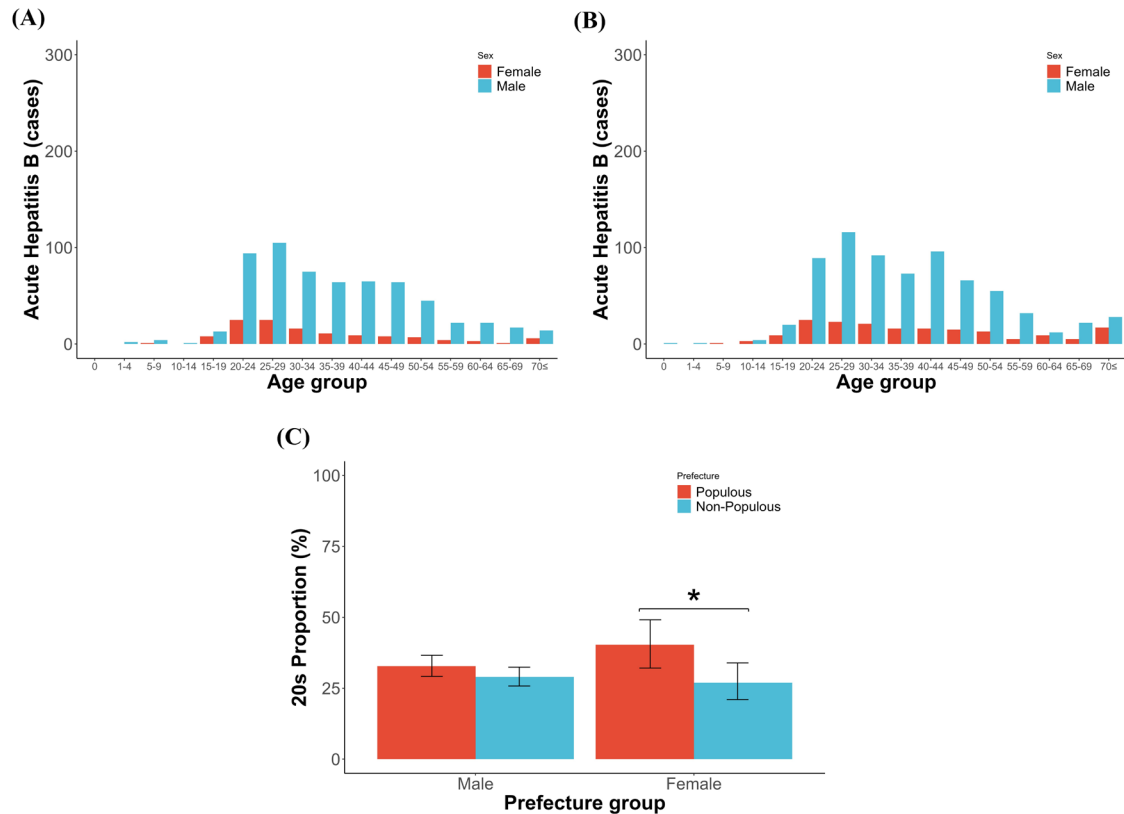 (A)
Acute Hepatitis B (cases)
300
200
100
0
Sex
Female
Male
0 1-4 5-9 10-14 15-19 20-24 25-29 30-34 35-39 40-44 45-49 50-54 55-59 60-64 65-69 70≤
Age group
(B)
Acute Hepatitis B (cases)
300
200
100
0
Sex
Female
Male
0 1-4 5-9 10-14 15-19 20-24 25-29 30-34 35-39 40-44 45-49 50-54 55-59 60-64 65-69 70≤
Age group
(C)
20s Proportion (%)
100
75
50
25
0
Prefecture
Populous
Non-Populous
*
Male Female
Prefecture group